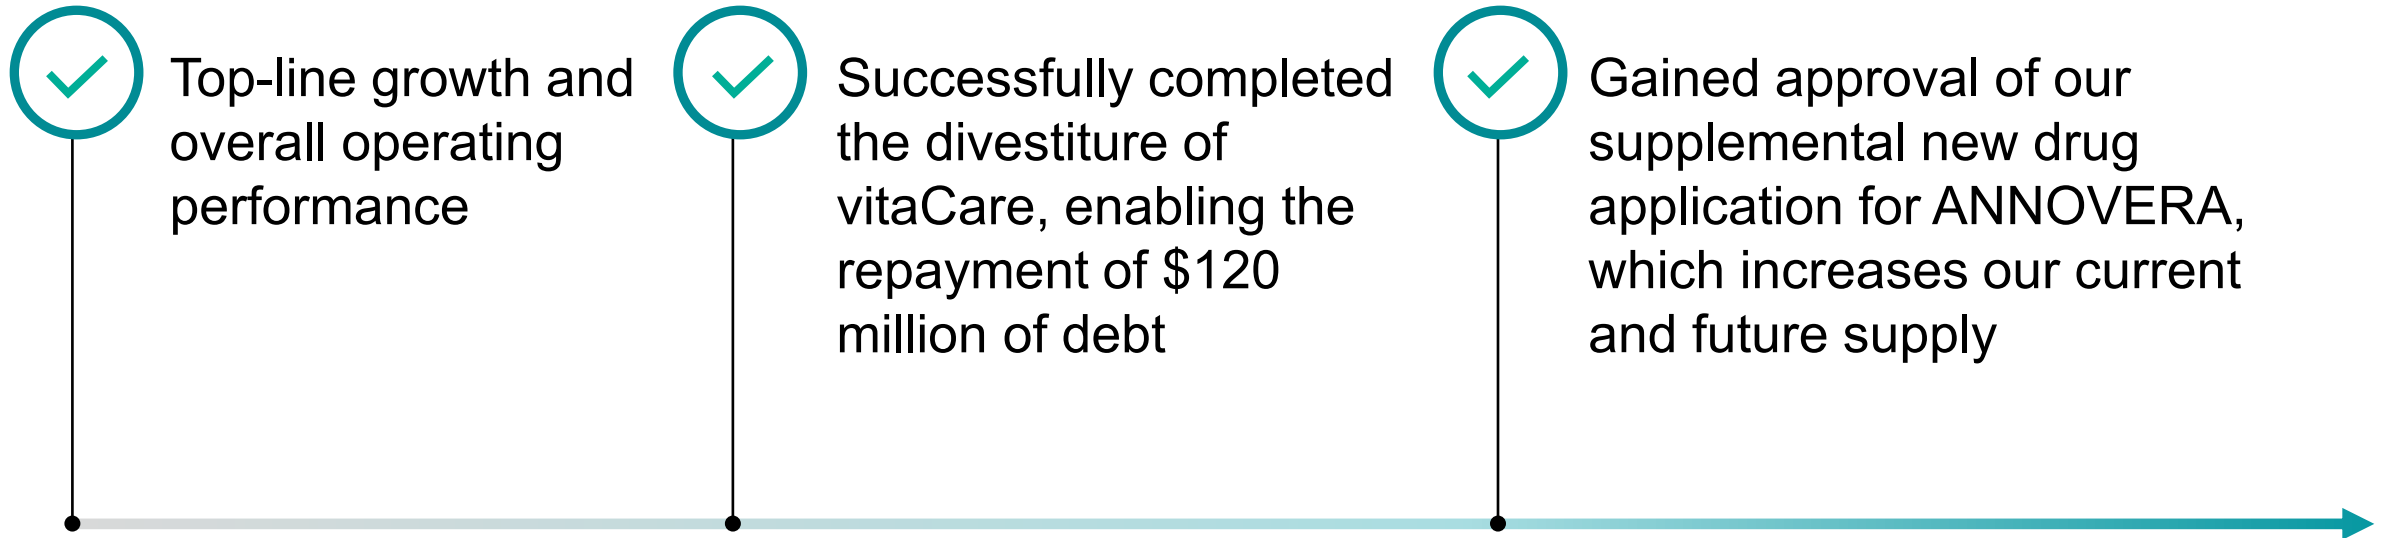 Top-line growth and
overall operating
performance
Successfully completed
the divestiture of
vitaCare, enabling the
repayment of $120
million of debt
Gained approval of our
supplemental new drug
application for ANNOVERA,
which increases our current
and future supply